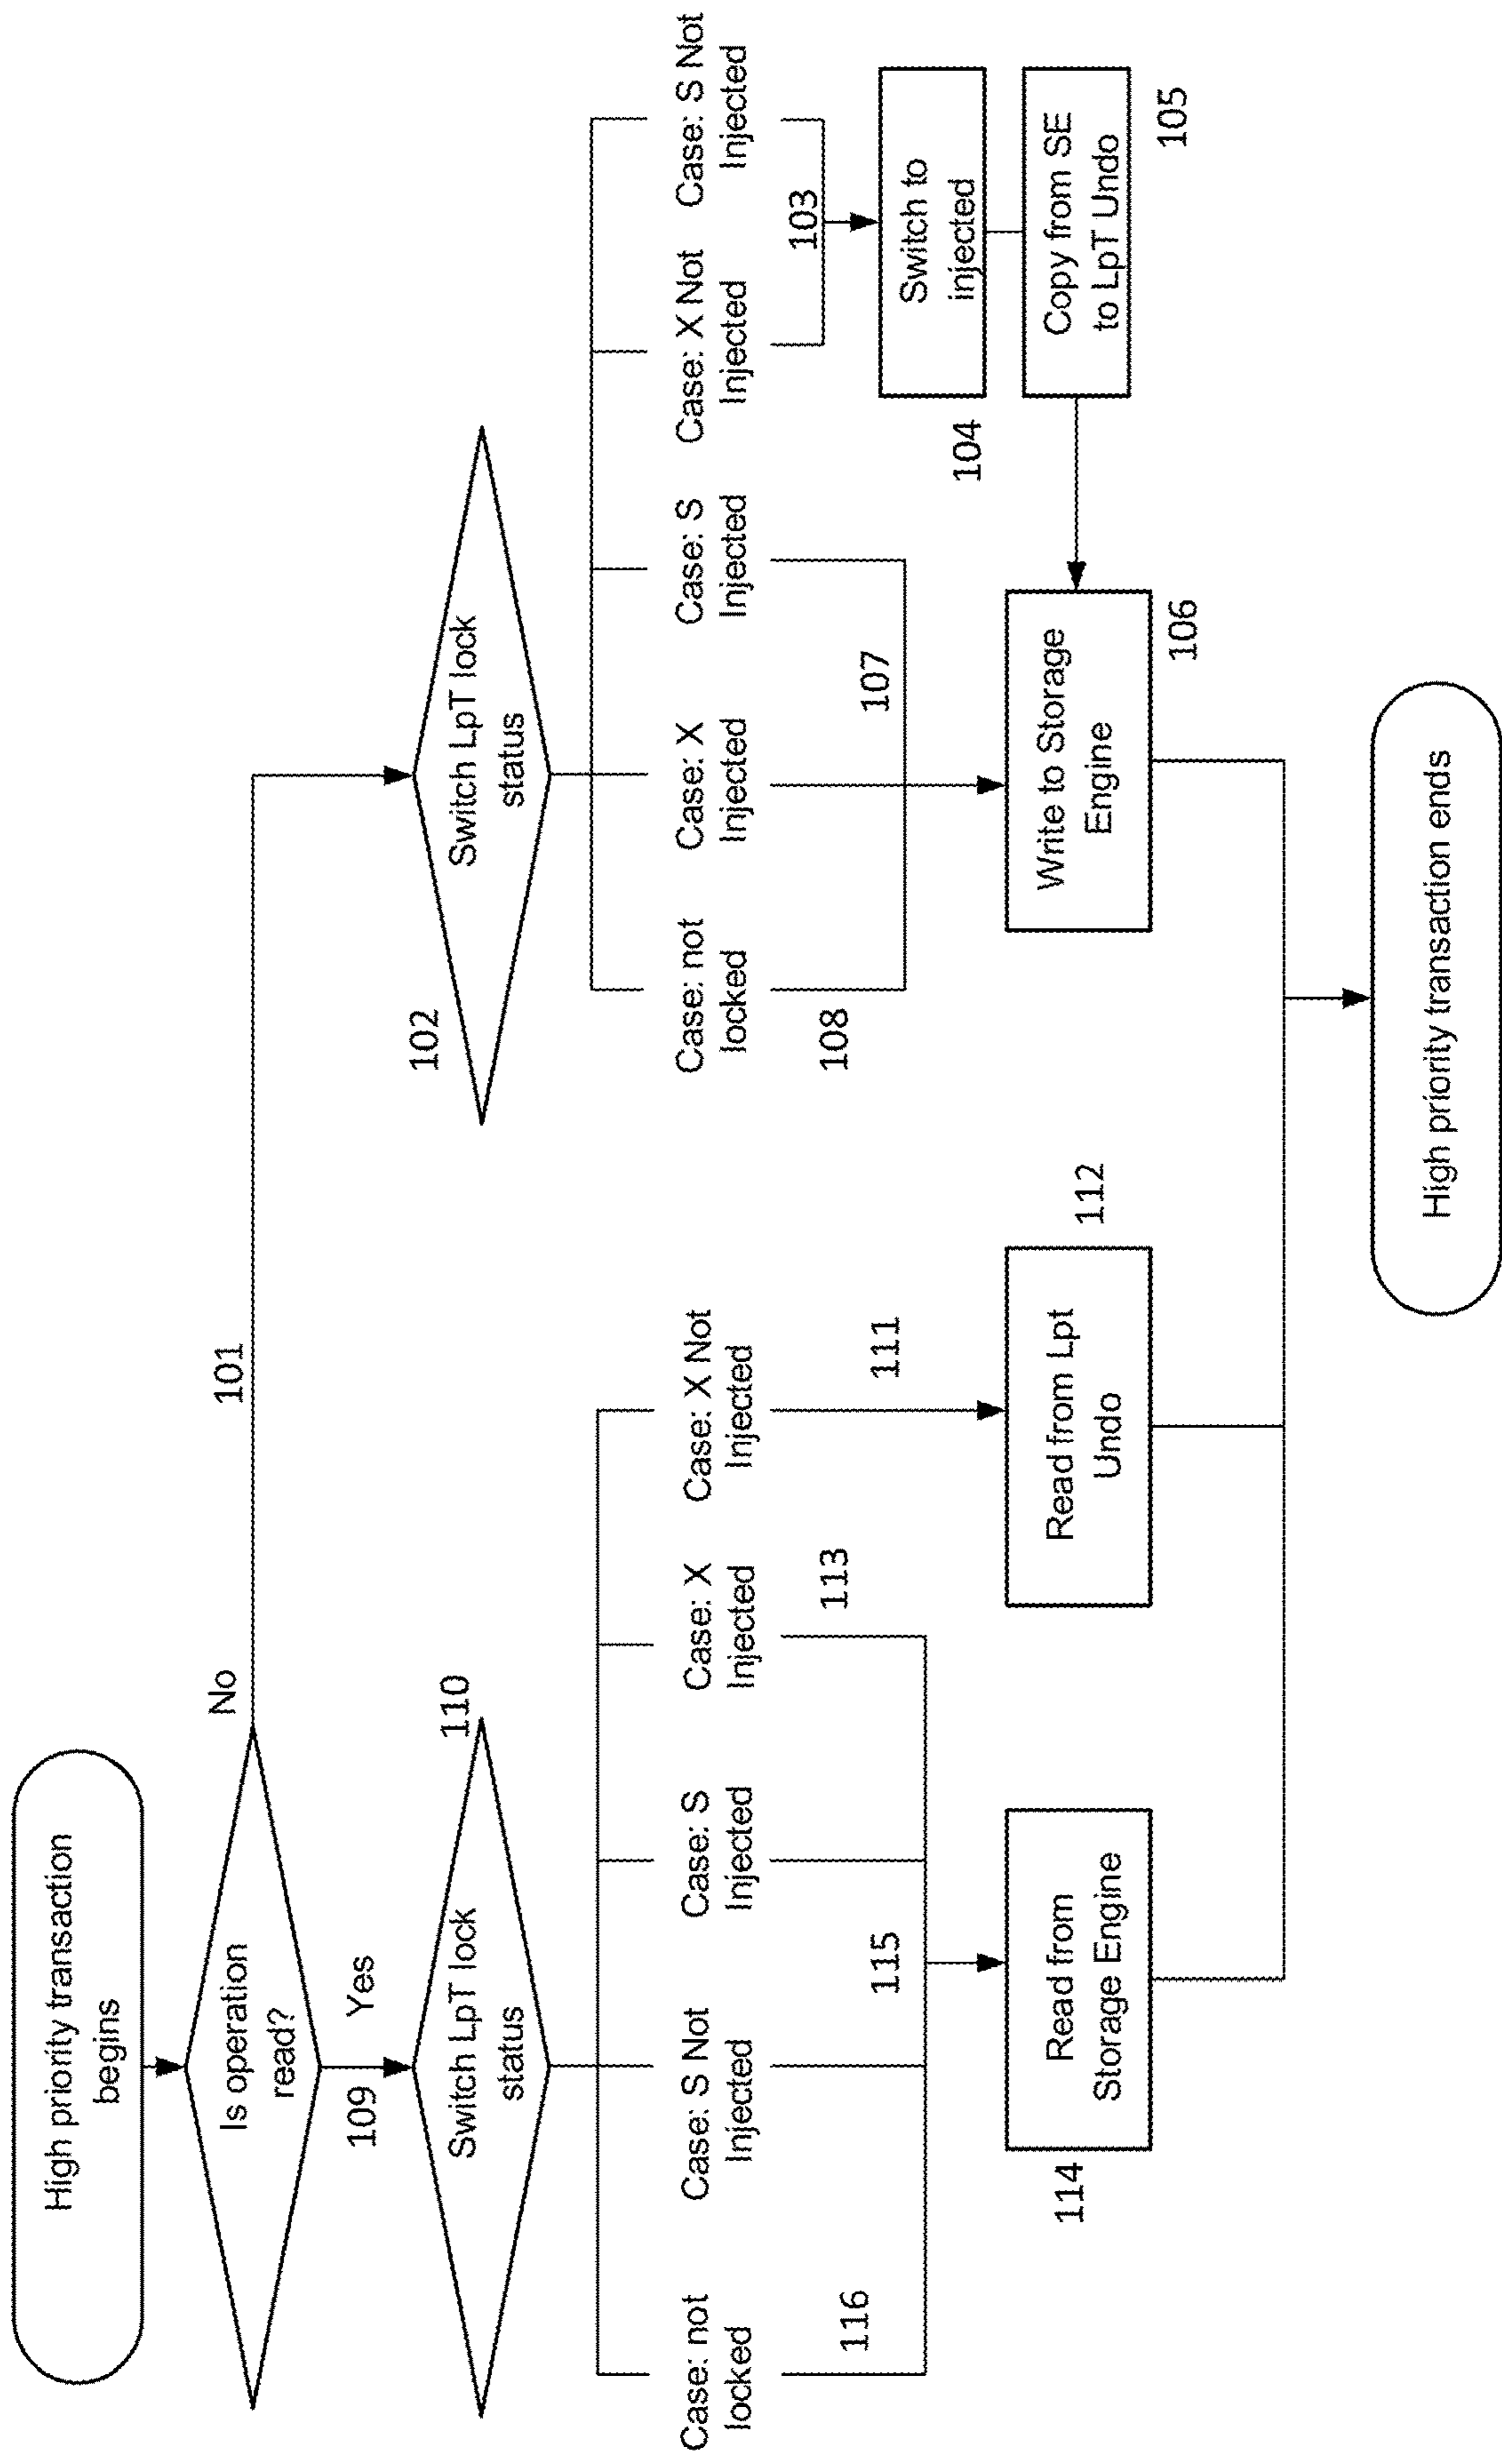 High priority transaction
begins
Is operation
read?
No
101
109
Yes
Switch LpT lock
status
110
102
Switch LpT lock
status
Case: not
locked
Case: S Not
Injected
Case: S
Injected
Case: X
Injected
Case: X Not
Injected
Case: not
locked
Case: X
Injected
Case: S
Injected
Case: X Not
Injected
Case: S Not
Injected
116
115
113
111
108
107
103
Switch to
injected
104
Copy from SE
to LpT Undo
105
114
Read from
Storage Engine
Read from Lpt
Undo
112
Write to Storage
Engine
106
High priority transaction ends